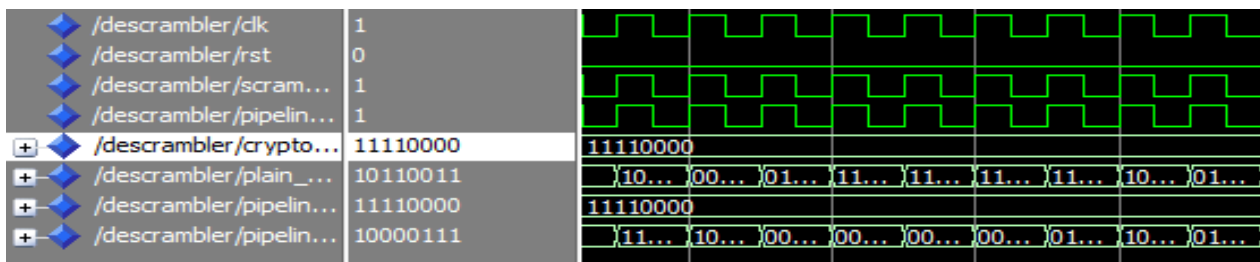 /descrambler/clk 1
/descrambler/rst 0
/descrambler/scram... 1
/descrambler/pipelin... 1
/descrambler/crypto... 11110000 11110000
/descrambler/plain_... 10110011 10... 00... 01... 11... 11... 11... 11... 10... 01...
/descrambler/pipelin... 11110000 11110000
/descrambler/pipelin... 10000111 11... 10... 00... 00... 00... 00... 01... 10... 01...